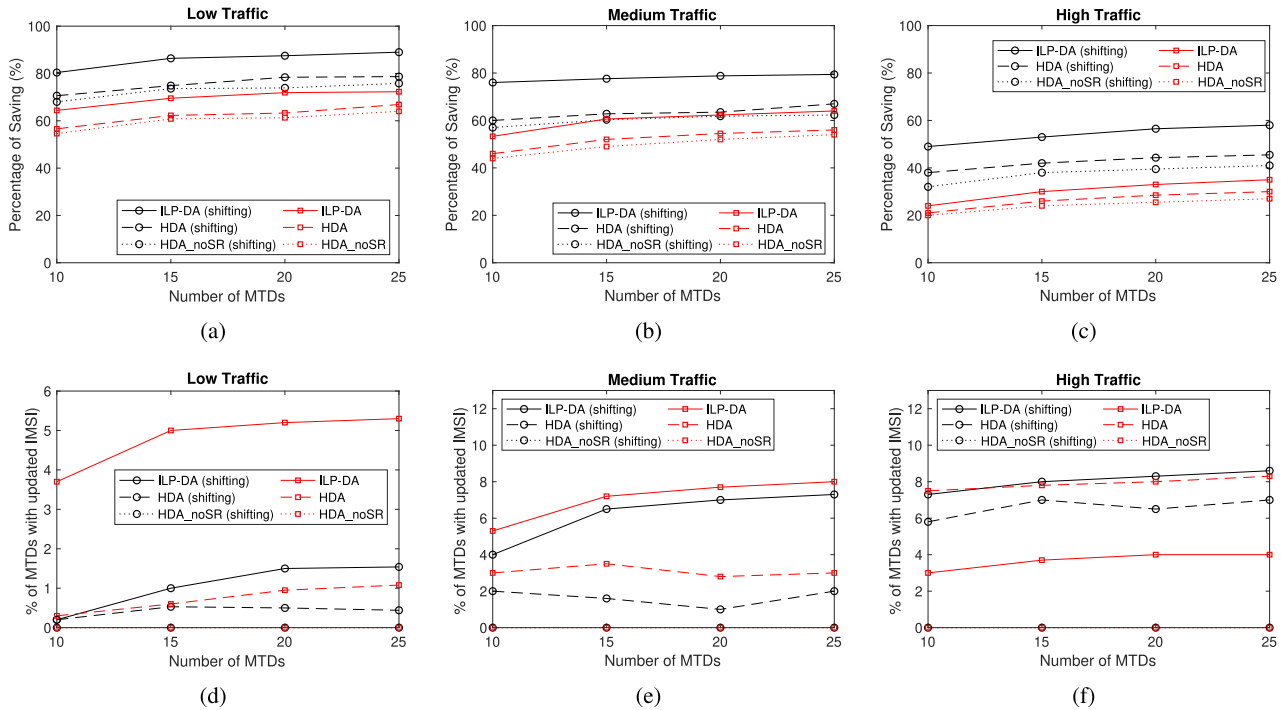 Low Traffic
Percentage of Saving (%)
100
80
60
40
20
0
ILP-DA (shifting)
HDA (shifting)
HDA_noSR (shifting)
ILP-DA
HDA
HDA_noSR
10
15
20
25
Number of MTDs
(a)
Medium Traffic
Percentage of Saving (%)
100
80
60
40
20
0
ILP-DA (shifting)
HDA (shifting)
HDA_noSR (shifting)
ILP-DA
HDA
HDA_noSR
10
15
20
25
Number of MTDs
(b)
High Traffic
Percentage of Saving (%)
100
80
60
40
20
0
ILP-DA (shifting)
HDA (shifting)
HDA_noSR (shifting)
ILP-DA
HDA
HDA_noSR
10
15
20
25
Number of MTDs
(c)
Low Traffic
% of MTDs with updated IMSI)
6
5
4
3
2
1
0
ILP-DA (shifting)
HDA (shifting)
HDA_noSR (shifting)
ILP-DA
HDA
HDA_noSR
10
15
20
25
Number of MTDs
(d)
Medium Traffic
% of MTDs with updated IMSI)
12
10
8
6
4
2
0
ILP-DA (shifting)
HDA (shifting)
HDA_noSR (shifting)
ILP-DA
HDA
HDA_noSR
10
15
20
25
Number of MTDs
(e)
High Traffic
% of MTDs with updated IMSI)
12
10
8
6
4
2
0
ILP-DA (shifting)
HDA (shifting)
HDA_noSR (shifting)
ILP-DA
HDA
HDA_noSR
10
15
20
25
Number of MTDs
(f)